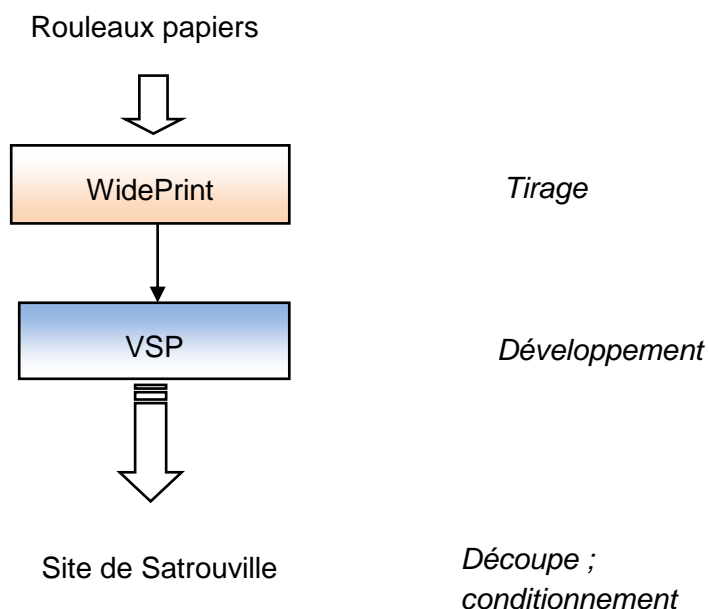 Rouleaux papiers
WidePrint
Tirage
VSP
Développement
Site de Satrouville
Découpe ;
conditionnement